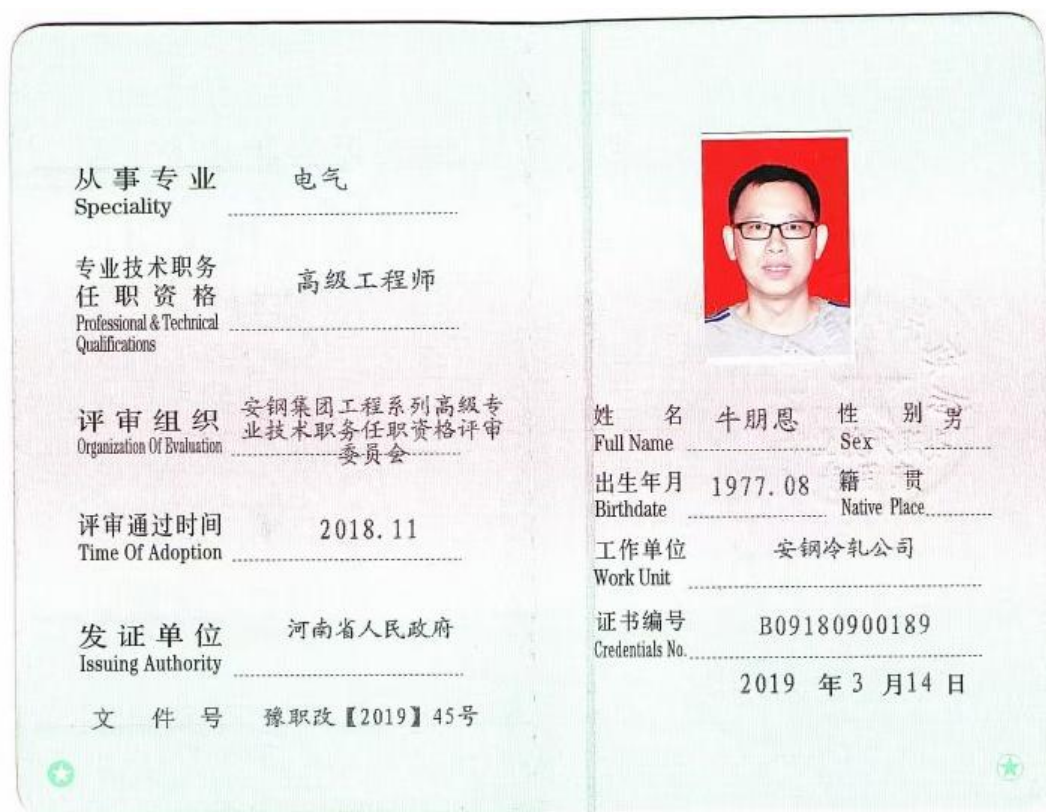 从事专业 电气
Speciality
专业技术职务
任职资格 高级工程师
Professional & Technical
Qualifications
评审组织 安钢集团工程系列高级专
业技术职务任职资格评审
委员会
Organization Of Evaluation
评审通过时间 2018.11
Time Of Adoption
发证单位 河南省人民政府
Issuing Authority
文件号 豫职改【2019】45号
姓名 牛朋恩 性别 男
Full Name Sex
出生年月 1977.08 籍贯
Birthdate Native Place
工作单位 安钢冷轧公司
Work Unit
证书编号 B09180900189
Credentials No.
2019 年 3 月 14 日